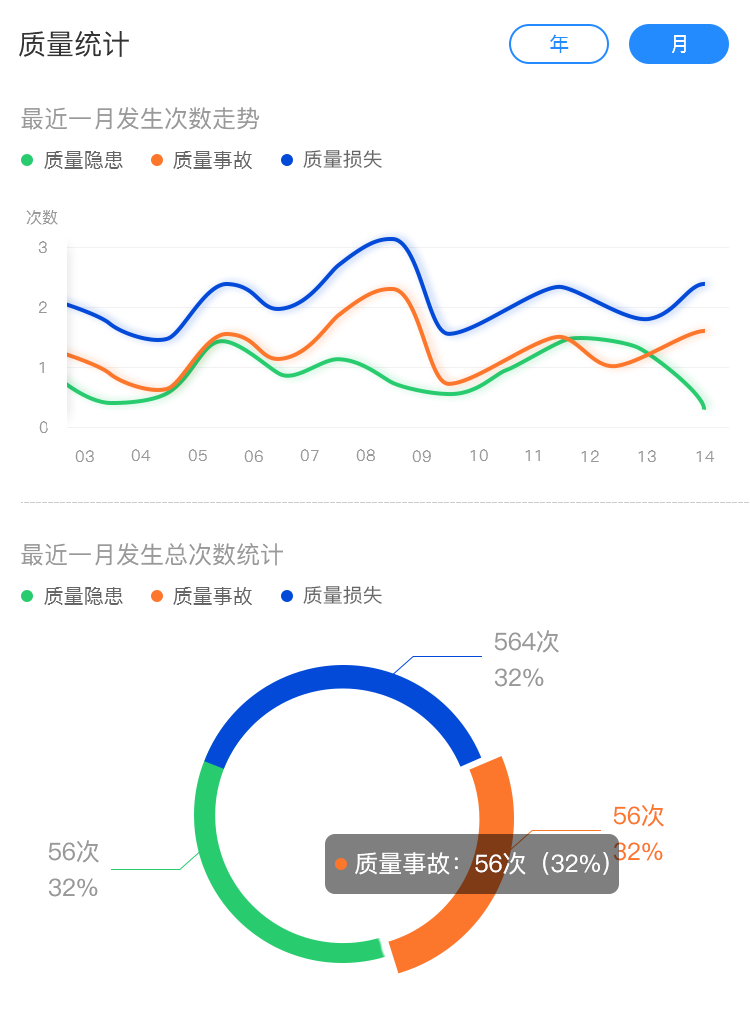 质量统计
年
月
最近一月发生次数走势
质量隐患 质量事故 质量损失
次数
3
2
1
0
03 04 05 06 07 08 09 10 11 12 13 14
最近一月发生总次数统计
质量隐患 质量事故 质量损失
564次
32%
56次
32%
56次
32%
质量事故：56次（32%）